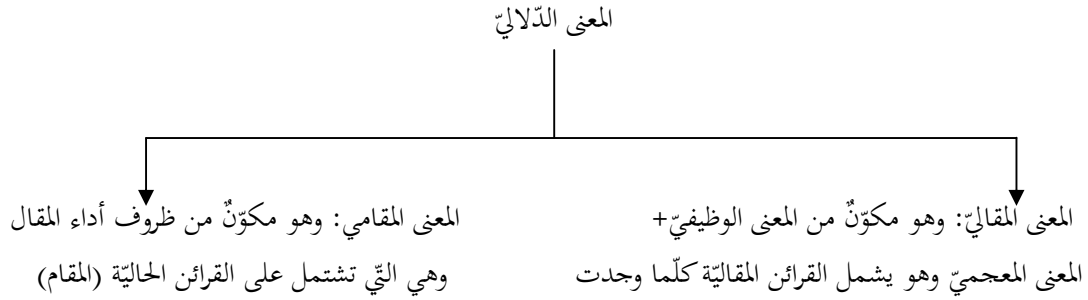 المعنى الدّلاليّ
المعنى المقاليّ: وهو مكوّنٌ من المعنى الوظيفيّ+
المعنى المعجميّ وهو يشمل القرائن المقاليّة كلّما وجدت
المعنى المقامي: وهو مكوّنٌ من ظروف أداء المقال
وهي التّي تشتمل على القرائن الحاليّة (المقام)